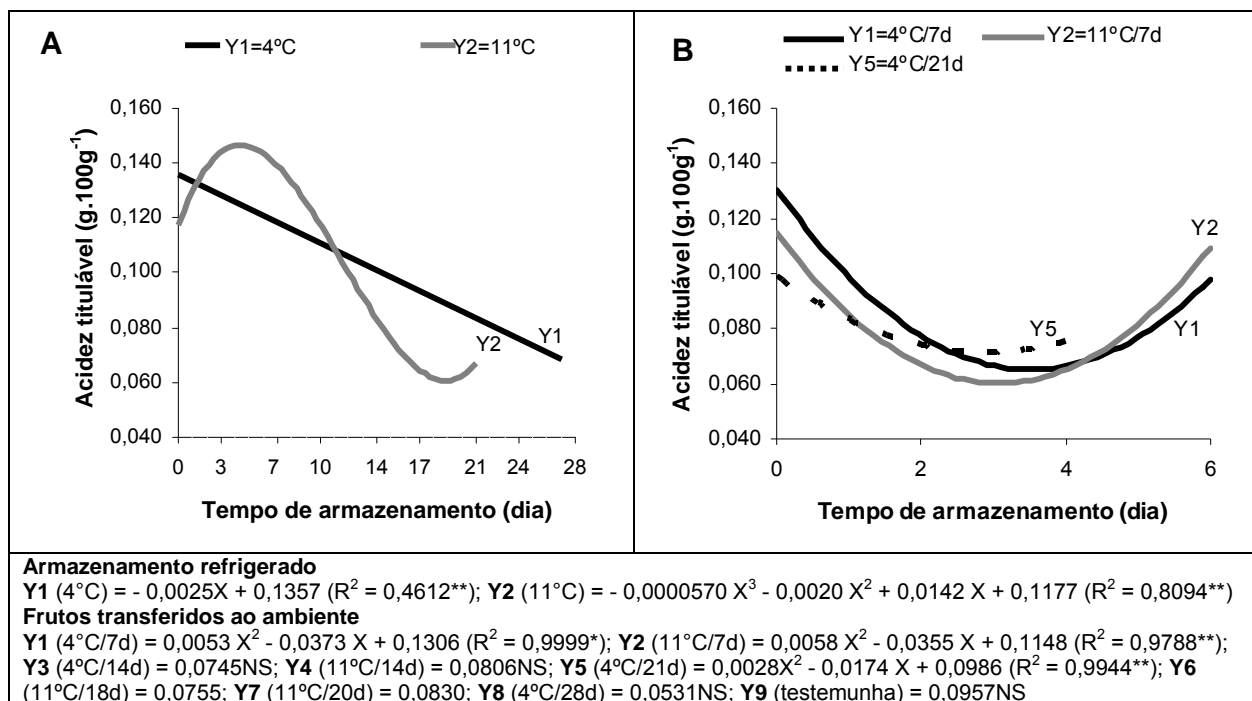 A
Y1=4ºC
Y2=11ºC
Acidez titulável (g.100g-1)
0,160
0,140
0,120
0,100
0,080
0,060
0,040
Y2
Y1
0 3 7 10 14 17 21 24 28
Tempo de armazenamento (dia)
B
Y1=4ºC/7d
Y2=11ºC/7d
Y5=4ºC/21d
Acidez titulável (g.100g-1)
0,160
0,140
0,120
0,100
0,080
0,060
0,040
Y2
Y5
Y1
0 2 4 6
Tempo de armazenamento (dia)
Armazenamento refrigerado
Y1 (4°C) = - 0,0025X + 0,1357 (R2 = 0,4612**); Y2 (11°C) = - 0,0000570 X3 - 0,0020 X2 + 0,0142 X + 0,1177 (R2 = 0,8094**)
Frutos transferidos ao ambiente
Y1 (4°C/7d) = 0,0053 X2 - 0,0373 X + 0,1306 (R2 = 0,9999*); Y2 (11°C/7d) = 0,0058 X2 - 0,0355 X + 0,1148 (R2 = 0,9788**);
Y3 (4ºC/14d) = 0,0745NS; Y4 (11ºC/14d) = 0,0806NS; Y5 (4ºC/21d) = 0,0028X2 - 0,0174 X + 0,0986 (R2 = 0,9944**); Y6
(11ºC/18d) = 0,0755; Y7 (11ºC/20d) = 0,0830; Y8 (4ºC/28d) = 0,0531NS; Y9 (testemunha) = 0,0957NS